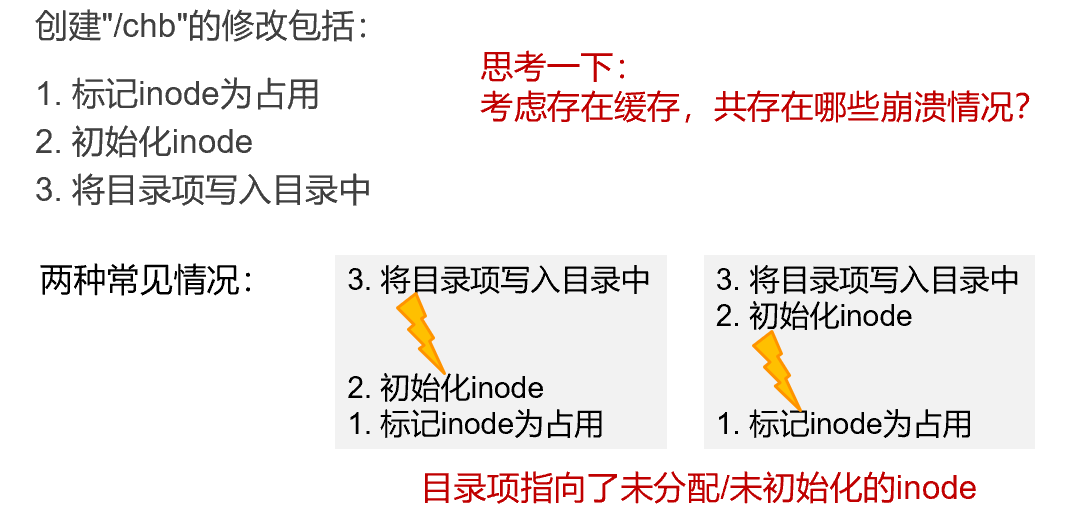 创建"/chb"的修改包括：
思考一下：
考虑存在缓存，共存在哪些崩溃情况？
1. 标记inode为占用
2. 初始化inode
3. 将目录项写入目录中
两种常见情况：
3. 将目录项写入目录中
2. 初始化inode
1. 标记inode为占用
3. 将目录项写入目录中
2. 初始化inode
1. 标记inode为占用
目录项指向了未分配/未初始化的inode